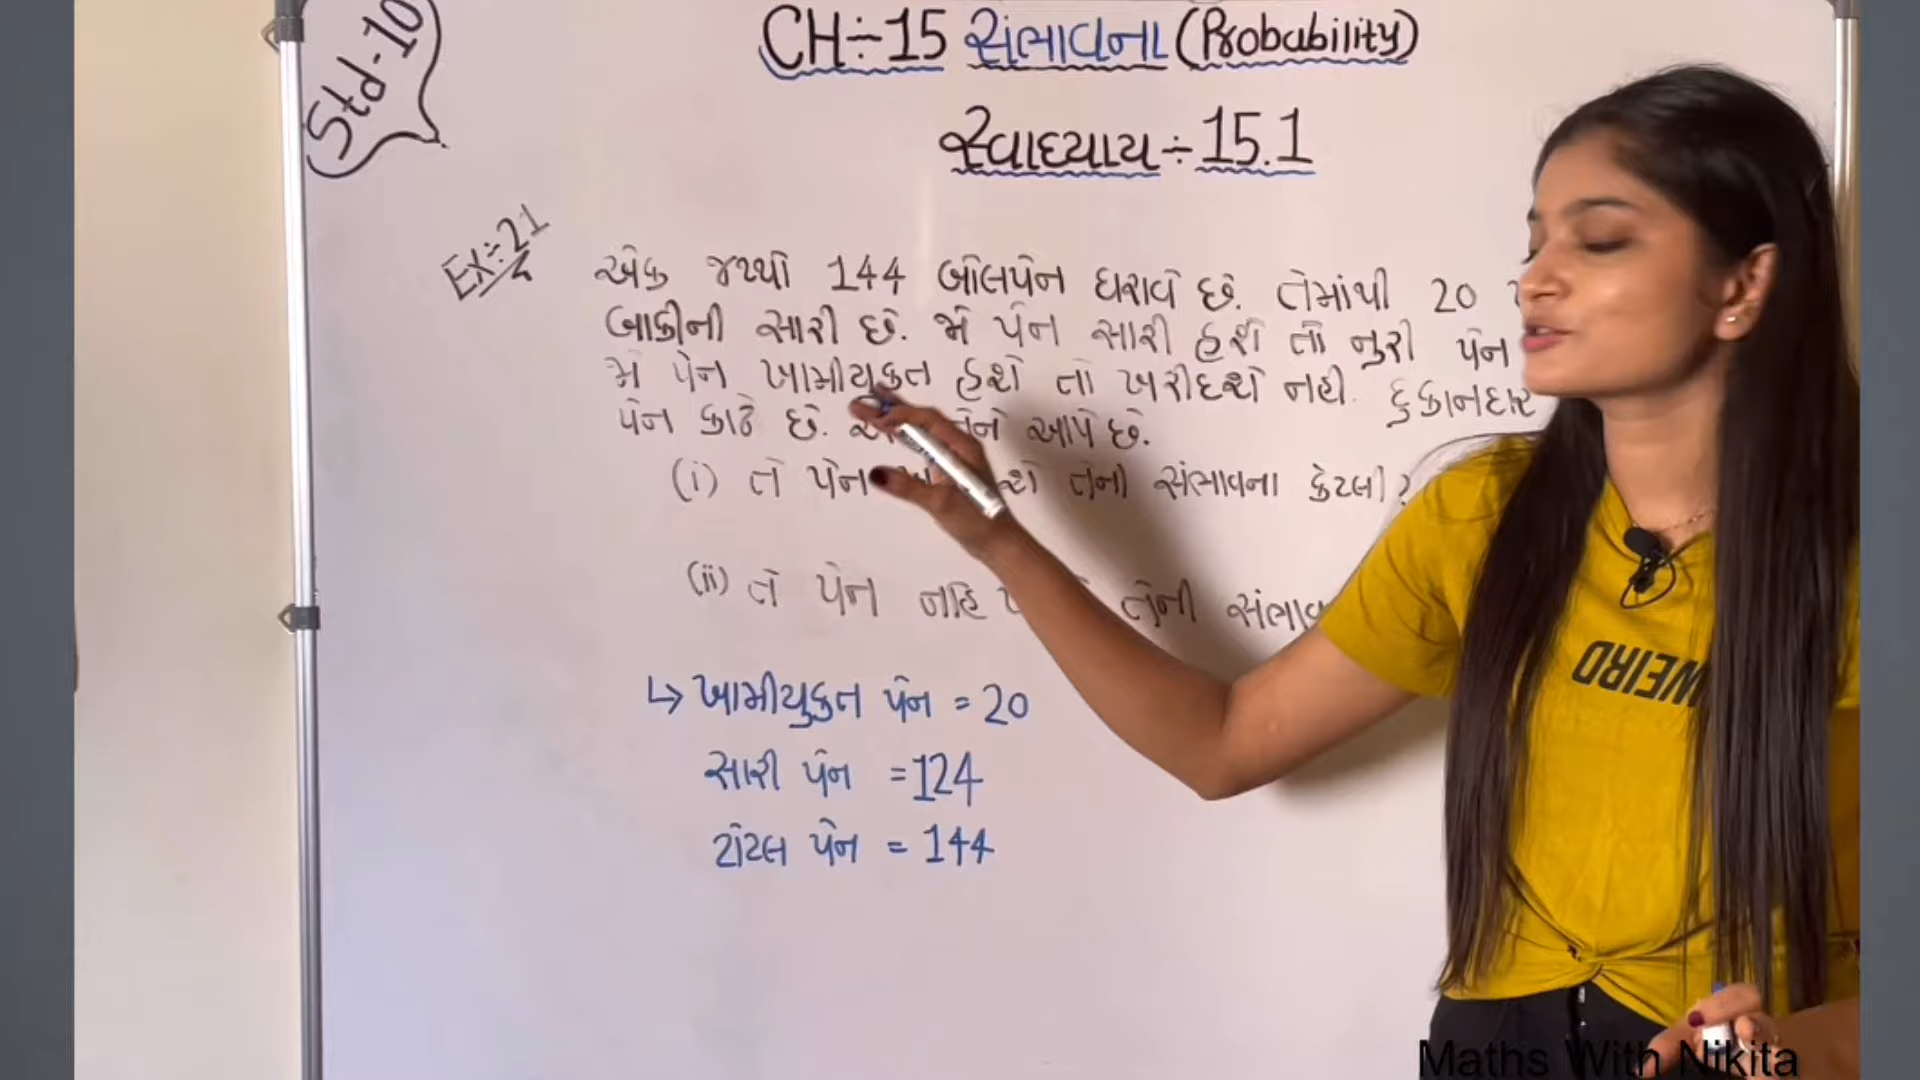 Std-10
CH÷15 સંભાવના (Probability)
સ્વાધ્યાય÷15.1
Ex÷21
એક જથ્થો 144 બોલપેન ધરાવે છે. તેમાંથી 20
બાકીની સારી છે. જો પેન સારી હશે તો નુરી પેન
જો પેન ખામીયુક્ત હશે તો ખરીદશે નહી. દુકાનદાર
પેન કાઢે છે. તેને આપે છે.
(i) તે પેન શે તેની સંભાવના કેટલી?
(ii) તે પેન નહિ તેની
↳ ખામીયુક્ત પેન = 20
સારી પેન = 124
ટોટલ પેન = 144
WEIRD
Maths With Nikita